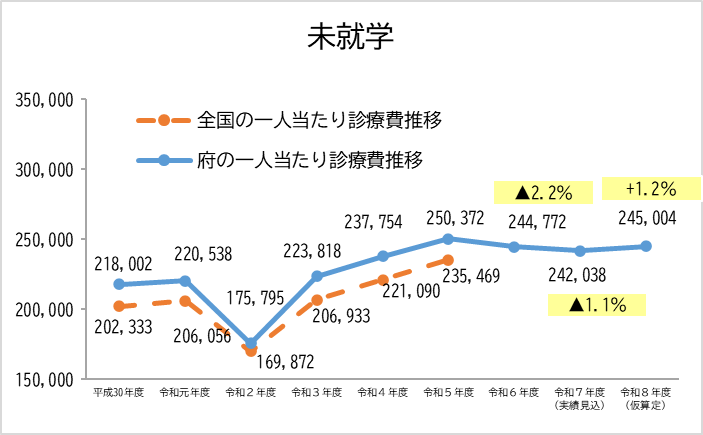 未就学
350,000
300,000
250,000
200,000
150,000
全国の一人当たり診療費推移
府の一人当たり診療費推移
▲2.2%
+1.2%
218,002
220,538
175,795
223,818
237,754
250,372
244,772
242,038
245,004
▲1.1%
202,333
206,056
169,872
206,933
221,090
235,469
平成30年度
令和元年度
令和２年度
令和３年度
令和４年度
令和５年度
令和６年度
令和７年度
(実績見込)
令和８年度
(仮算定)